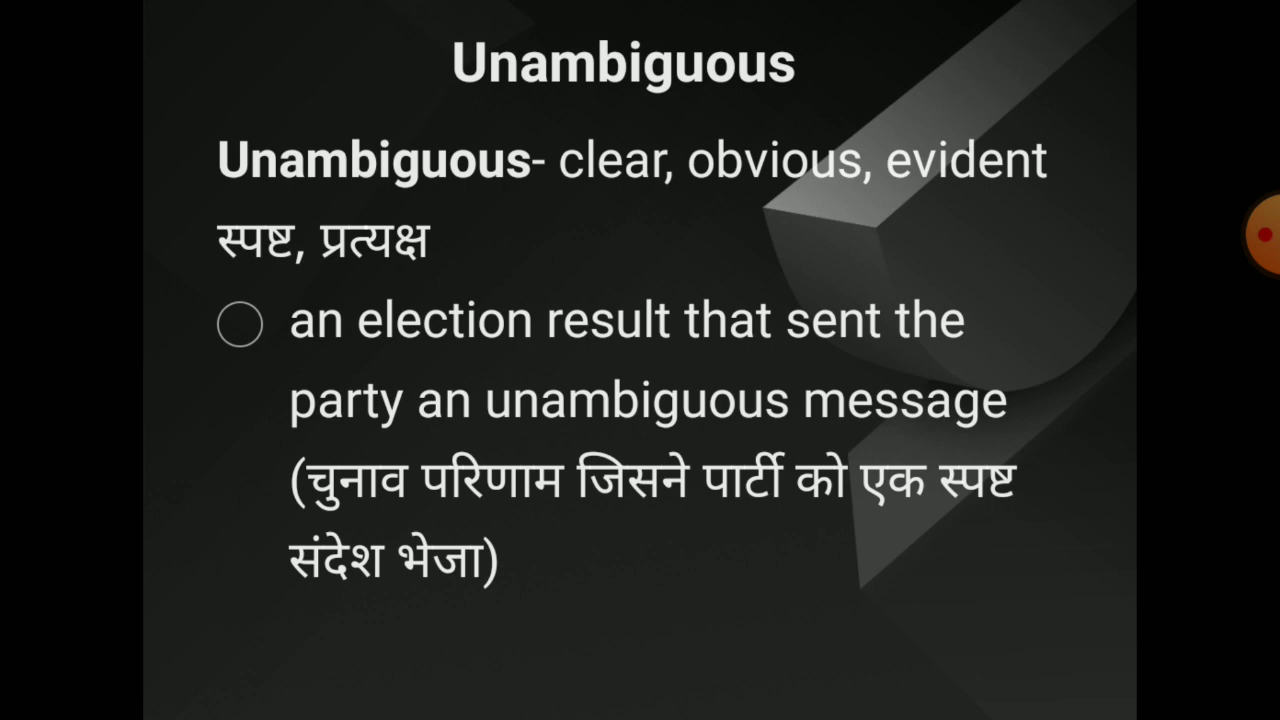 Unambiguous
Unambiguous- clear, obvious, evident
स्पष्ट, प्रत्यक्ष
an election result that sent the
party an unambiguous message
(चुनाव परिणाम जिसने पार्टी को एक स्पष्ट
संदेश भेजा)